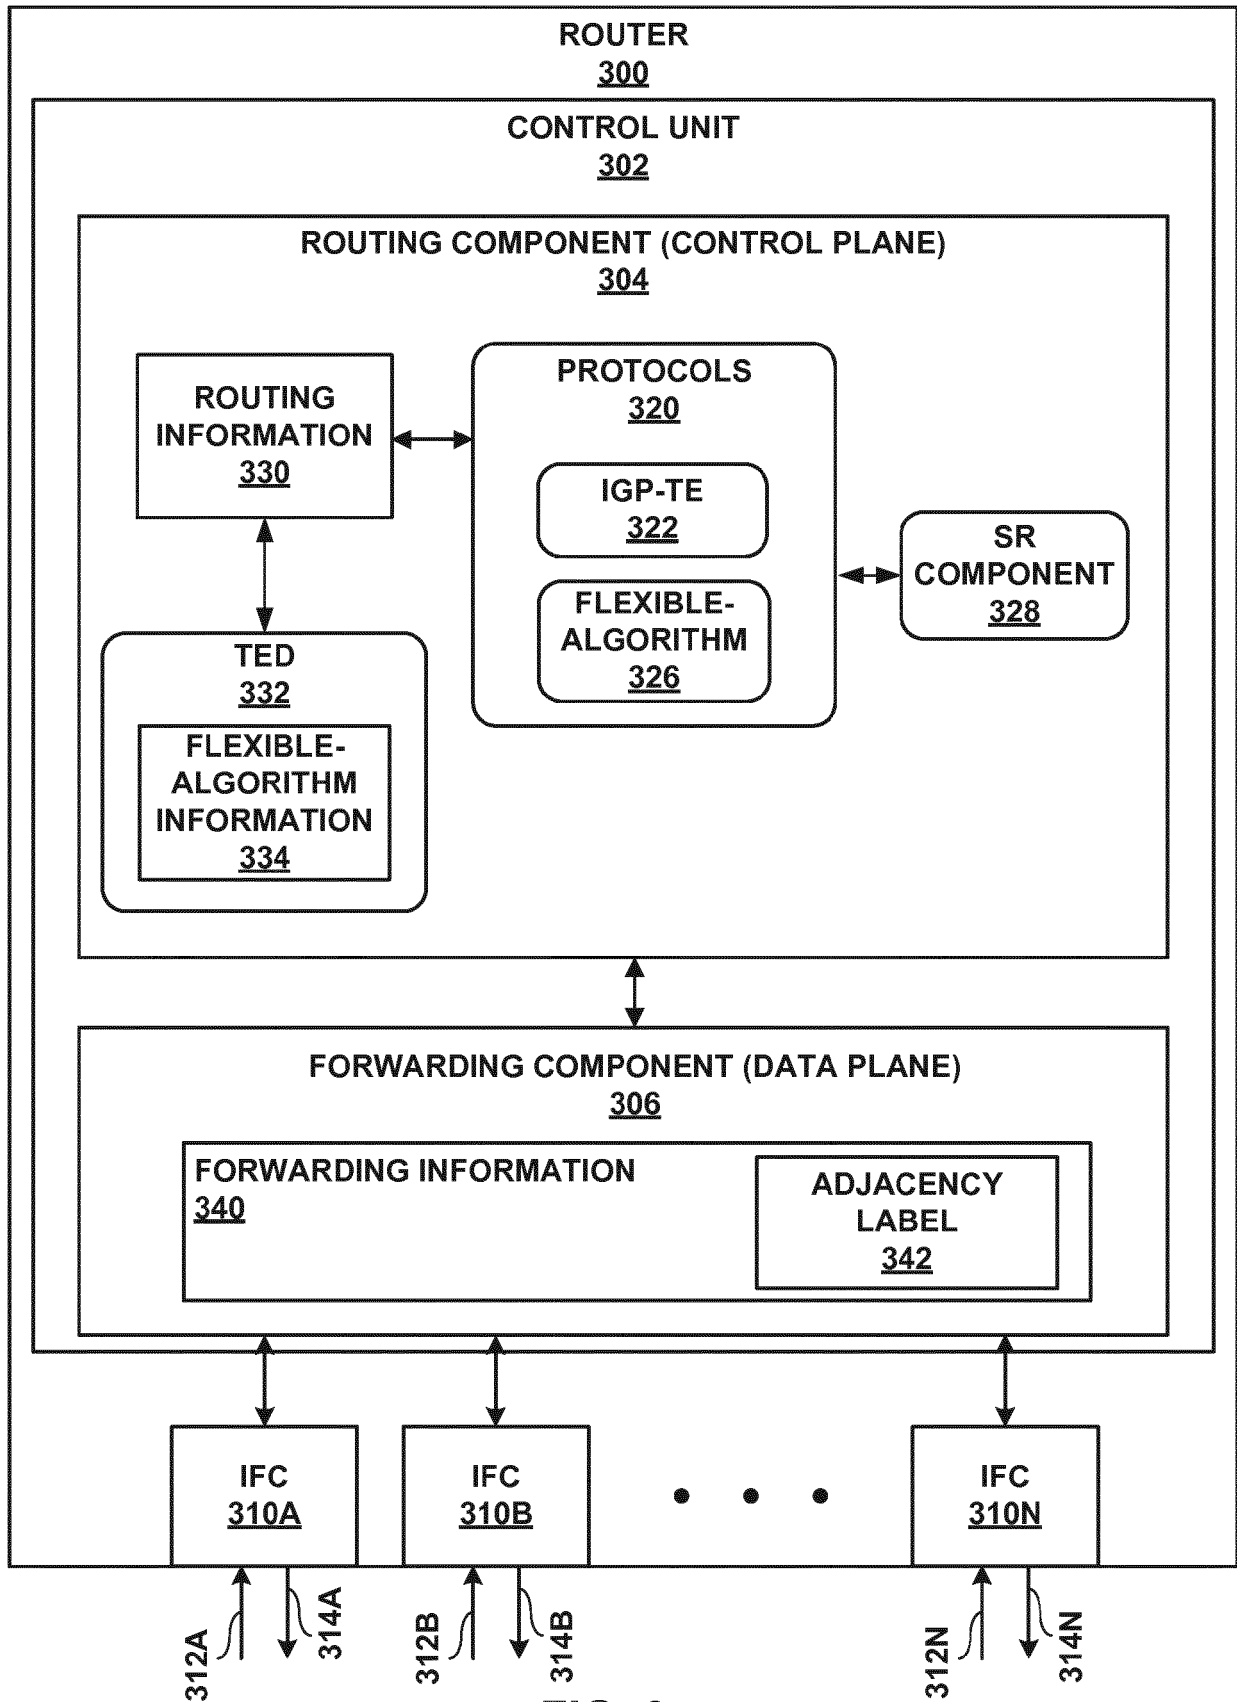 ROUTER
300
CONTROL UNIT
302
ROUTING COMPONENT (CONTROL PLANE)
304
ROUTING
INFORMATION
330
PROTOCOLS
320
IGP-TE
322
FLEXIBLE-
ALGORITHM
326
SR
COMPONENT
328
TED
332
FLEXIBLE-
ALGORITHM
INFORMATION
334
FORWARDING COMPONENT (DATA PLANE)
306
FORWARDING INFORMATION
340
ADJACENCY
LABEL
342
IFC
310A
IFC
310B
IFC
310N
312A
314A
312B
314B
312N
314N